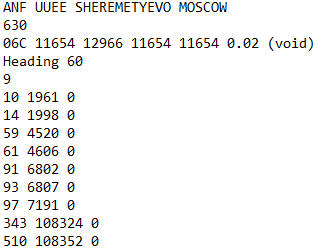 ANF UUEE SHEREMETYEVO MOSCOW
630
06C 11654 12966 11654 11654 0.02 (void)
Heading 60
9
10 1961 0
14 1998 0
59 4520 0
61 4606 0
91 6802 0
93 6807 0
97 7191 0
343 108324 0
510 108352 0